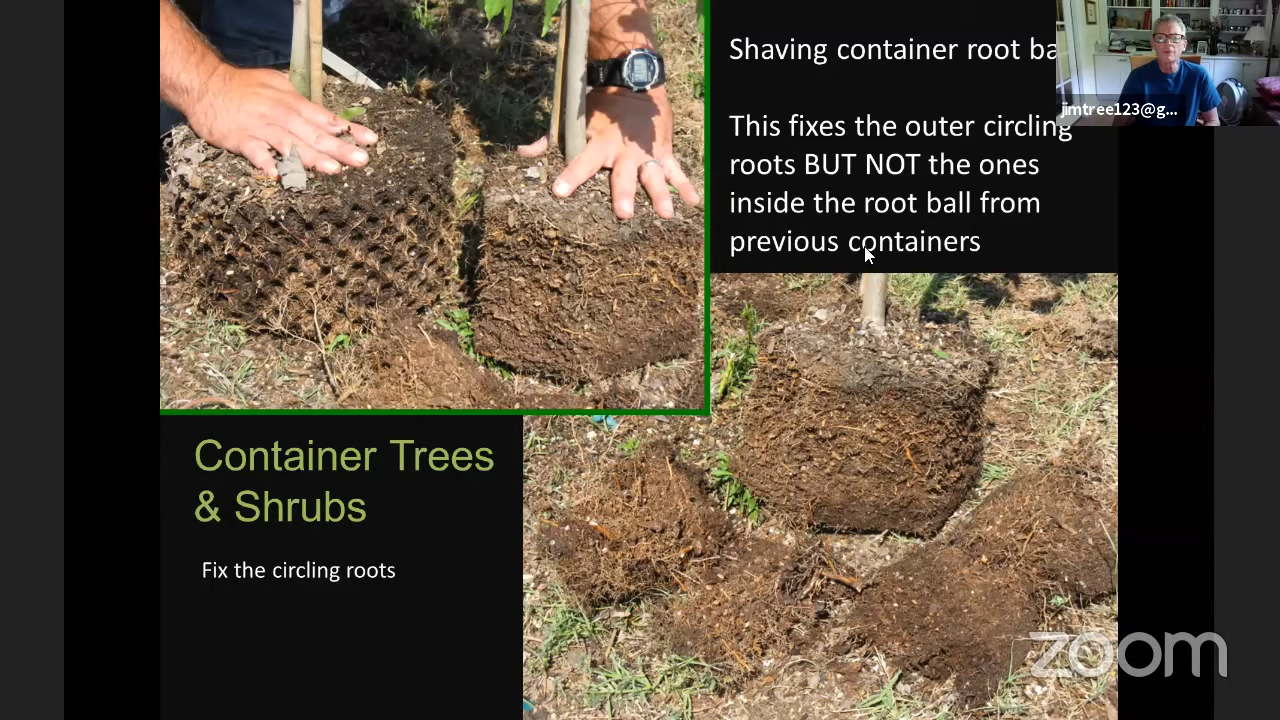 Shaving container root ba
This fixes the outer circling
roots BUT NOT the ones
inside the root ball from
previous containers
jimtree123@g...
Container Trees
& Shrubs
Fix the circling roots
zoom